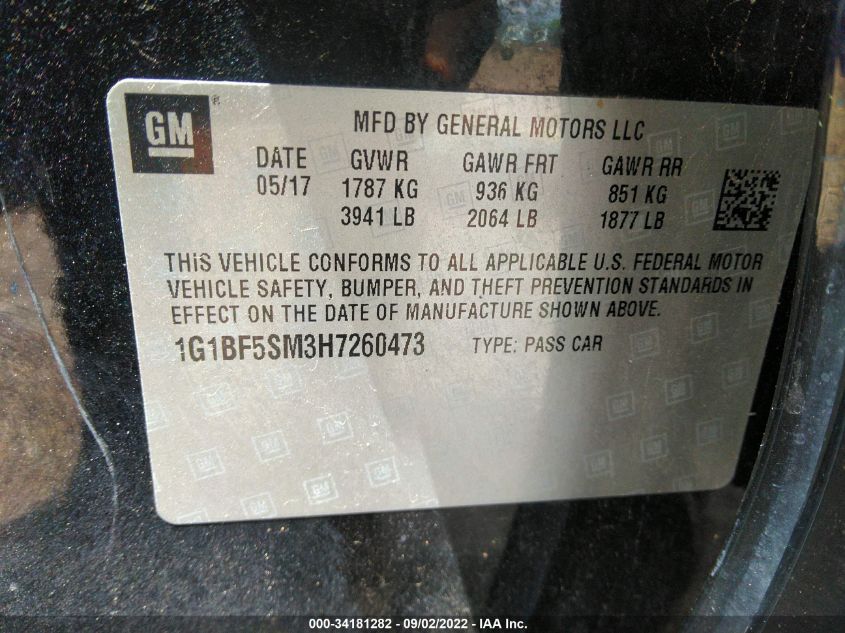 GM®
MFD BY GENERAL MOTORS LLC
DATE GVWR GAWR FRT GAWR RR
05/17 1787 KG 936 KG 851 KG
3941 LB 2064 LB 1877 LB
THIS VEHICLE CONFORMS TO ALL APPLICABLE U.S. FEDERAL MOTOR
VEHICLE SAFETY, BUMPER, AND THEFT PREVENTION STANDARDS IN
EFFECT ON THE DATE OF MANUFACTURE SHOWN ABOVE.
1G1BF5SM3H7260473 TYPE: PASS CAR
000-34181282 - 09/02/2022 - IAA Inc.